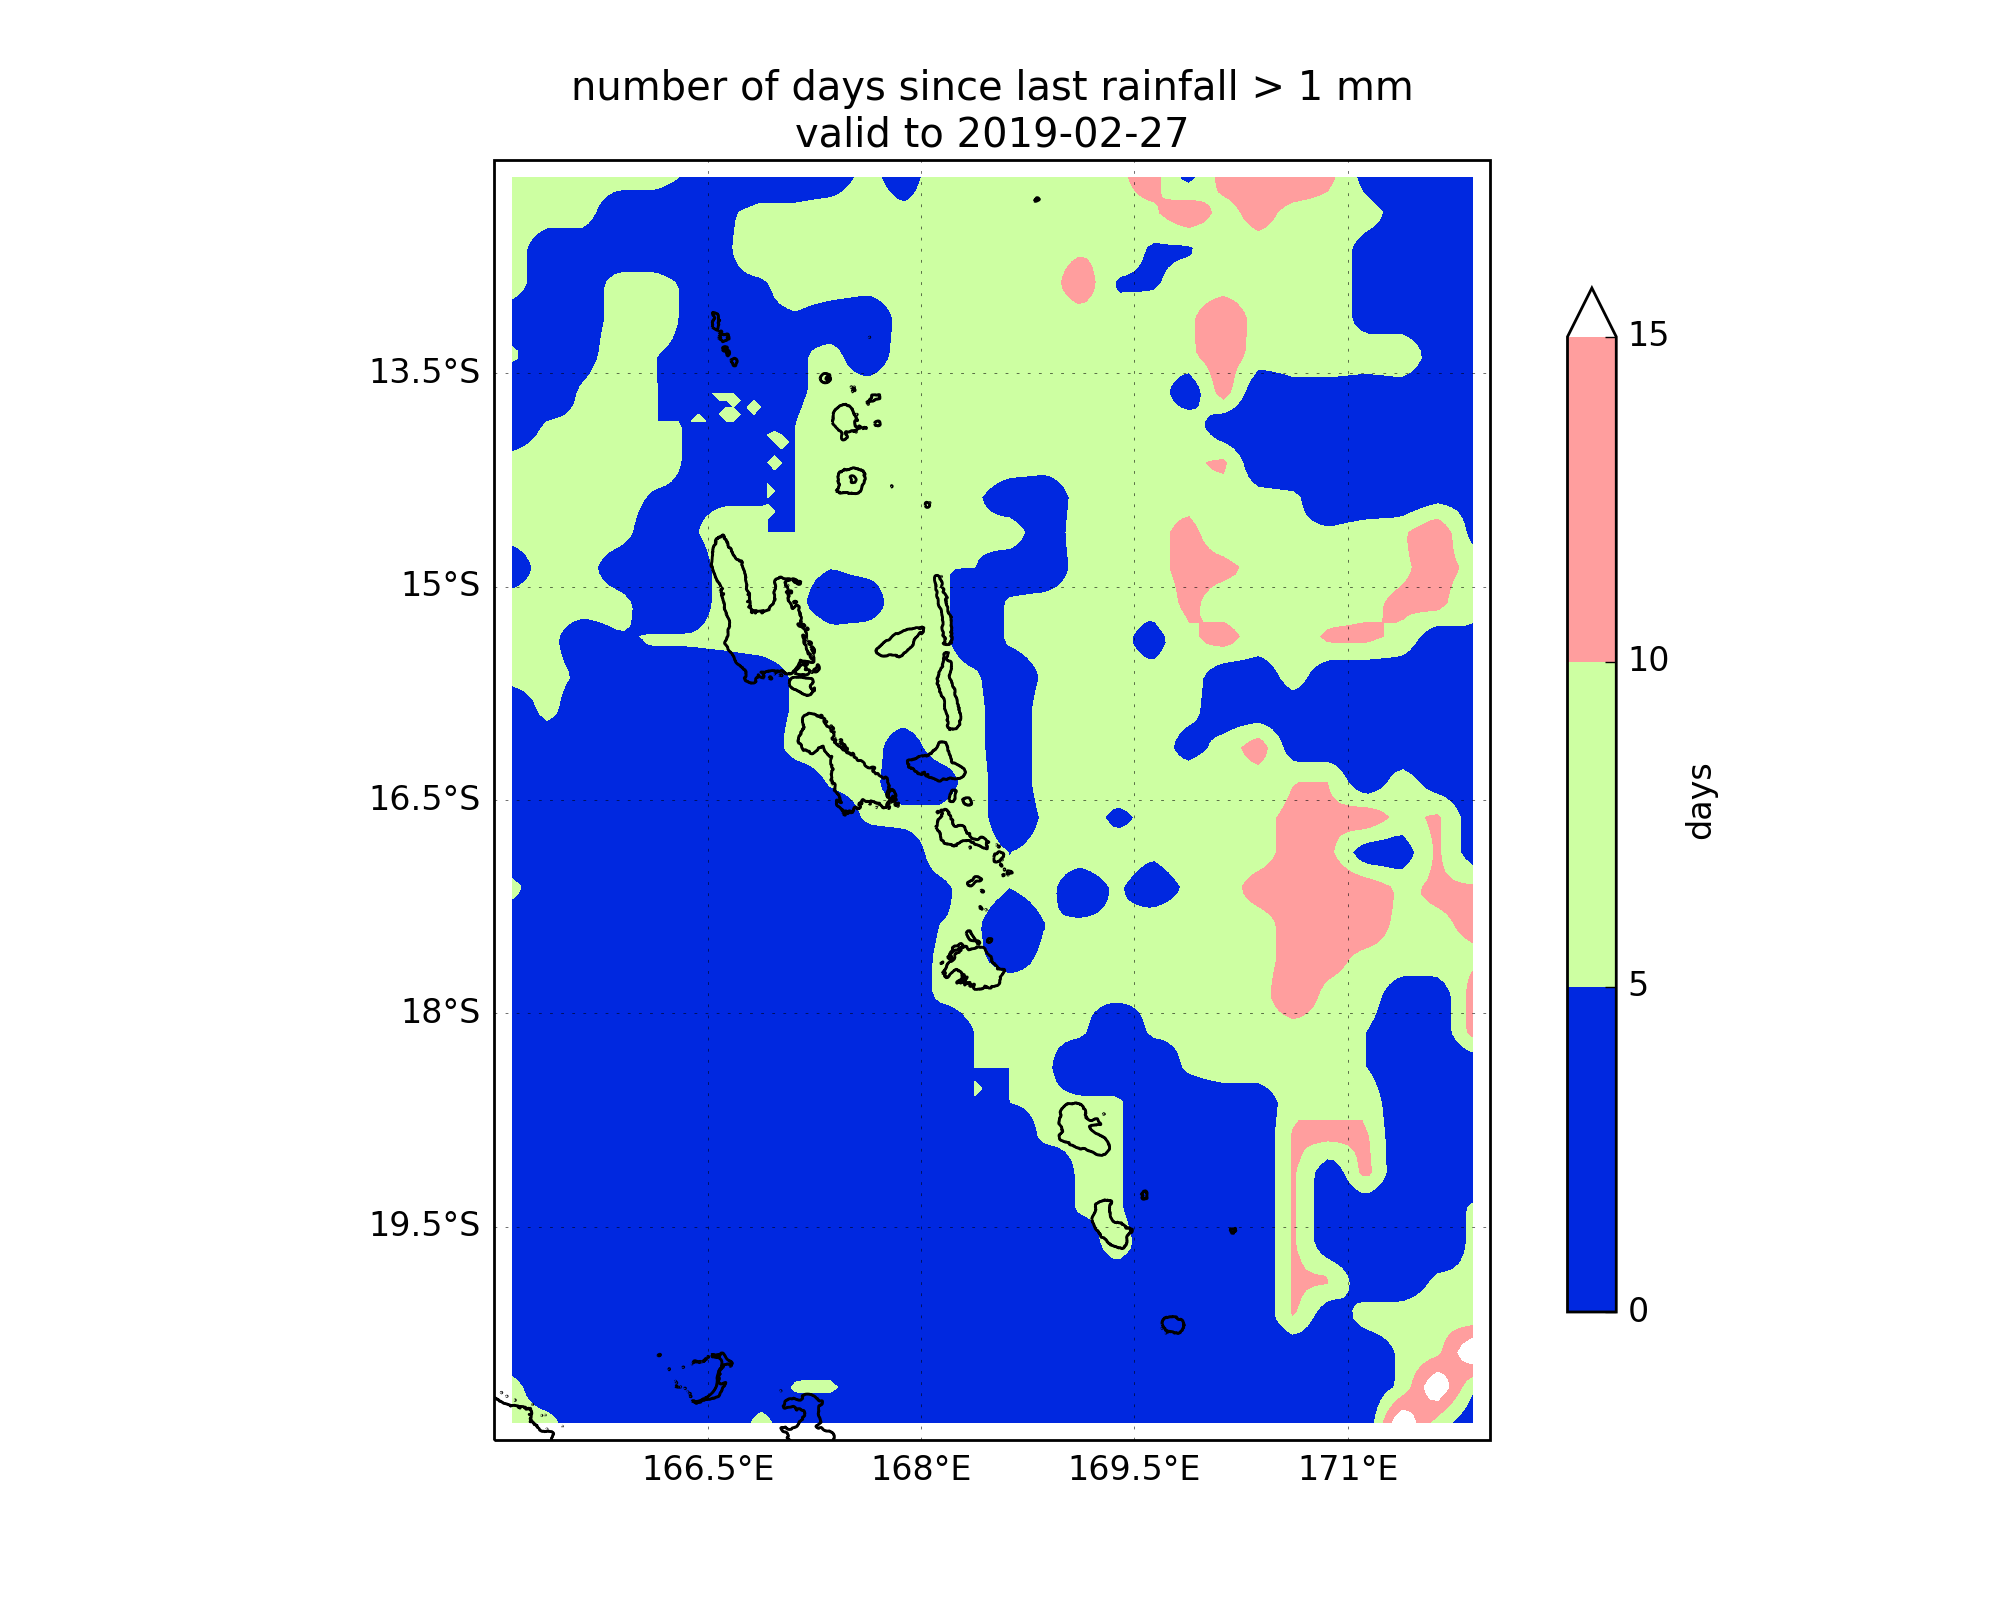 number of days since last rainfall > 1 mm
valid to 2019-02-27
13.5°S
15°S
16.5°S
18°S
19.5°S
166.5°E
168°E
169.5°E
171°E
15
10
5
0
days